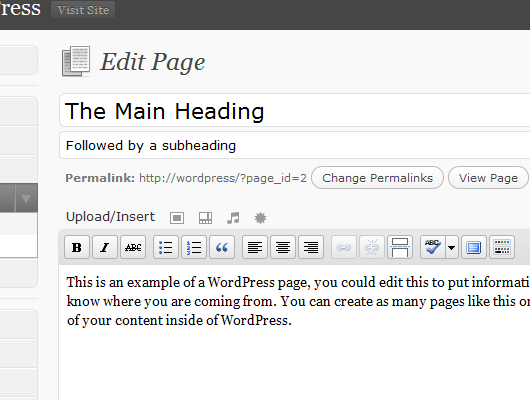 ress Visit Site
Edit Page
The Main Heading
Followed by a subheading
Permalink: http://wordpress/?page_id=2 Change Permalinks View Page
Upload/Insert
B I ABC ABC
This is an example of a WordPress page, you could edit this to put informati
know where you are coming from. You can create as many pages like this or
of your content inside of WordPress.